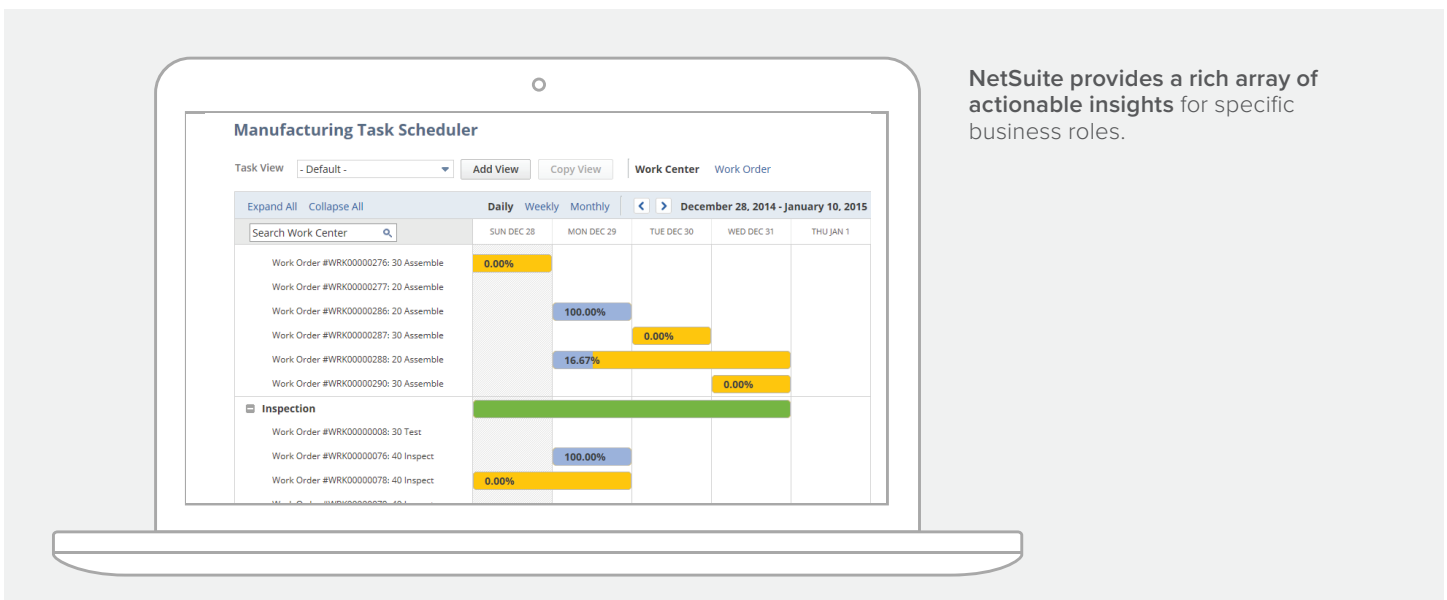 NetSuite provides a rich array of
actionable insights for specific
business roles.
Manufacturing Task Scheduler
Task View - Default - Add View Copy View Work Center Work Order
Expand All Collapse All Daily Weekly Monthly < > December 28, 2014 - January 10, 2015
Search Work Center SUN DEC 28 MON DEC 29 TUE DEC 30 WED DEC 31 THU JAN 1
Work Order #WRK00000276: 30 Assemble 0.00%
Work Order #WRK00000277: 20 Assemble
Work Order #WRK00000286: 20 Assemble 100.00%
Work Order #WRK00000287: 30 Assemble 0.00%
Work Order #WRK00000288: 20 Assemble 16.67%
Work Order #WRK00000290: 30 Assemble 0.00%
Inspection
Work Order #WRK00000008: 30 Test
Work Order #WRK00000076: 40 Inspect 100.00%
Work Order #WRK00000078: 40 Inspect 0.00%